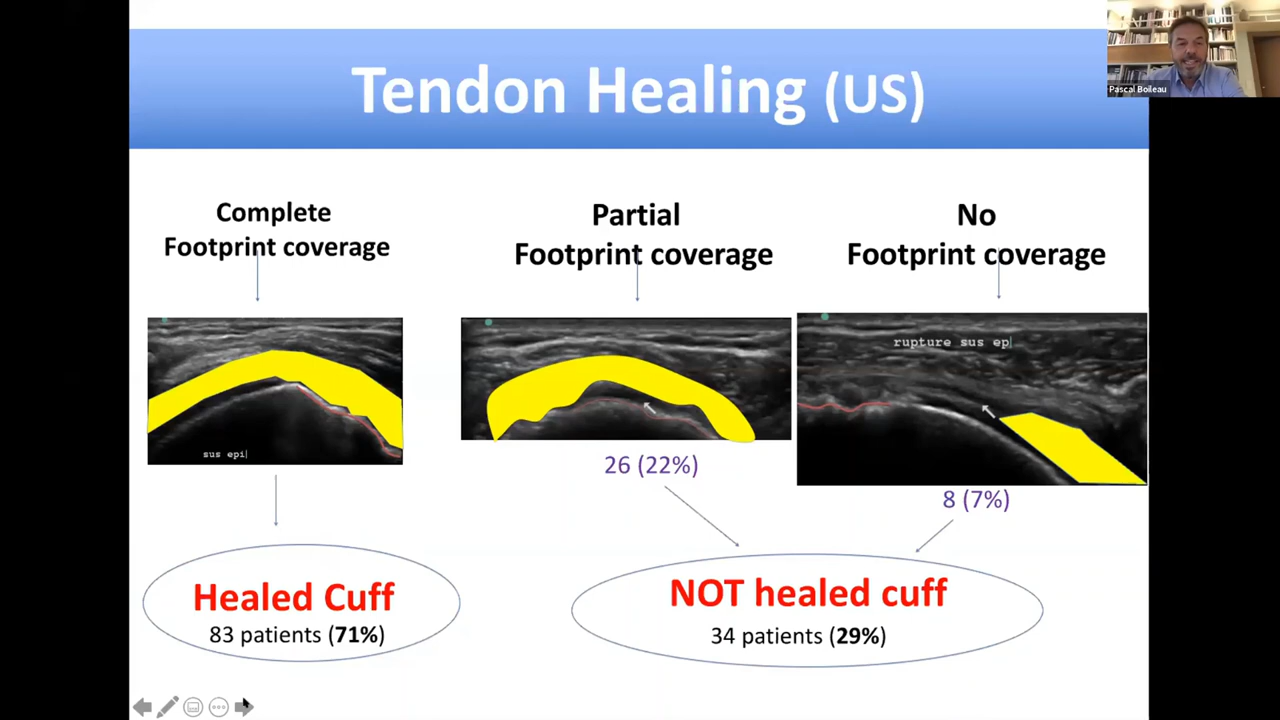 Tendon Healing (US)
Pascal Boileau
Complete
Footprint coverage
Partial
Footprint coverage
No
Footprint coverage
sus epi
rupture sus ep
26 (22%)
8 (7%)
Healed Cuff
83 patients (71%)
NOT healed cuff
34 patients (29%)